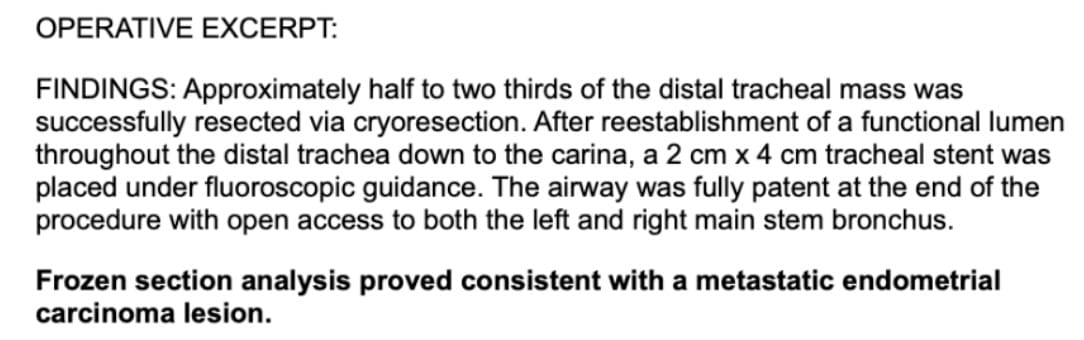 OPERATIVE EXCERPT:
FINDINGS: Approximately half to two thirds of the distal tracheal mass was
successfully resected via cryoresection. After reestablishment of a functional lumen
throughout the distal trachea down to the carina, a 2 cm x 4 cm tracheal stent was
placed under fluoroscopic guidance. The airway was fully patent at the end of the
procedure with open access to both the left and right main stem bronchus.
Frozen section analysis proved consistent with a metastatic endometrial
carcinoma lesion.